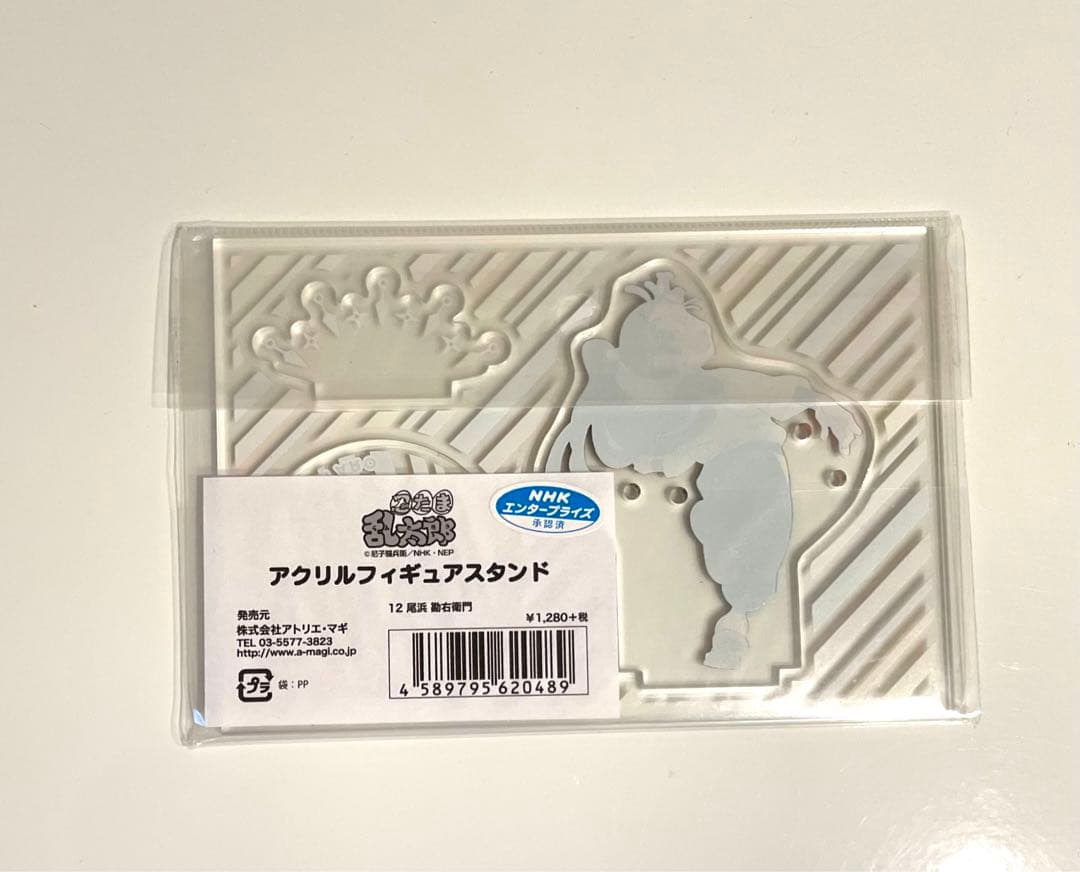 にんたま
乱太郎
©尼子騒兵衛/NHK・NEP
NHK
エンタープライズ
承認済
アクリルフィギュアスタンド
12 尾浜 勘右衛門
¥1,280+税
発売元
株式会社アトリエ・マギ
TEL 03-5577-3823
http://www.a-magi.co.jp
プラ
袋：PP
4 589795 620489